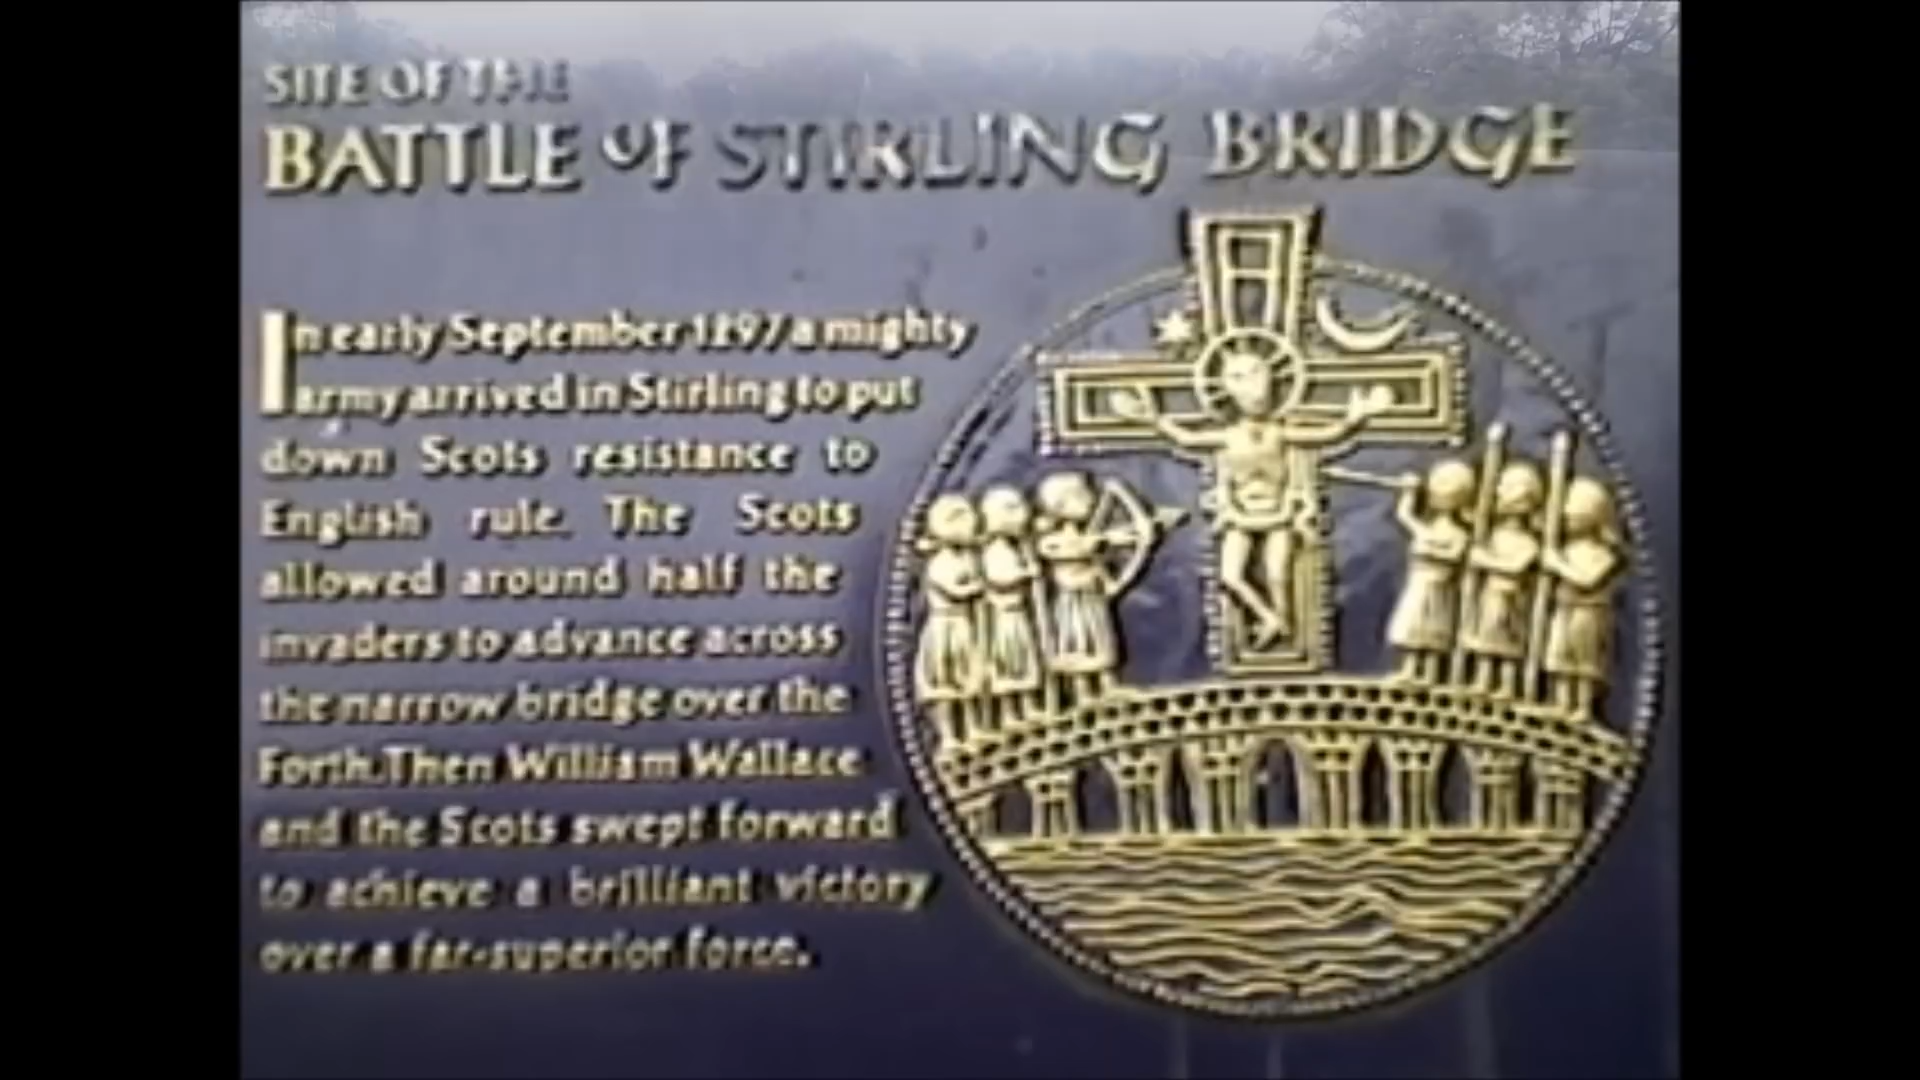 SITE OF THE
BATTLE OF STIRLING BRIDGE
In early September 1297 a mighty
army arrived in Stirling to put
down Scots resistance to
English rule. The Scots
allowed around half the
invaders to advance across
the narrow bridge over the
Forth. Then William Wallace
and the Scots swept forward
to achieve a brilliant victory
over a far-superior force.